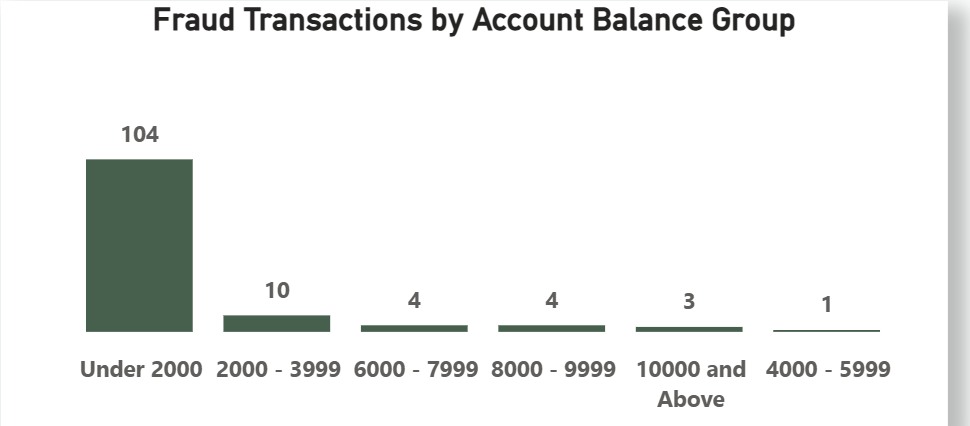 Fraud Transactions by Account Balance Group
104
10
4
4
3
1
Under 2000
2000 - 3999
6000 - 7999
8000 - 9999
10000 and
Above
4000 - 5999